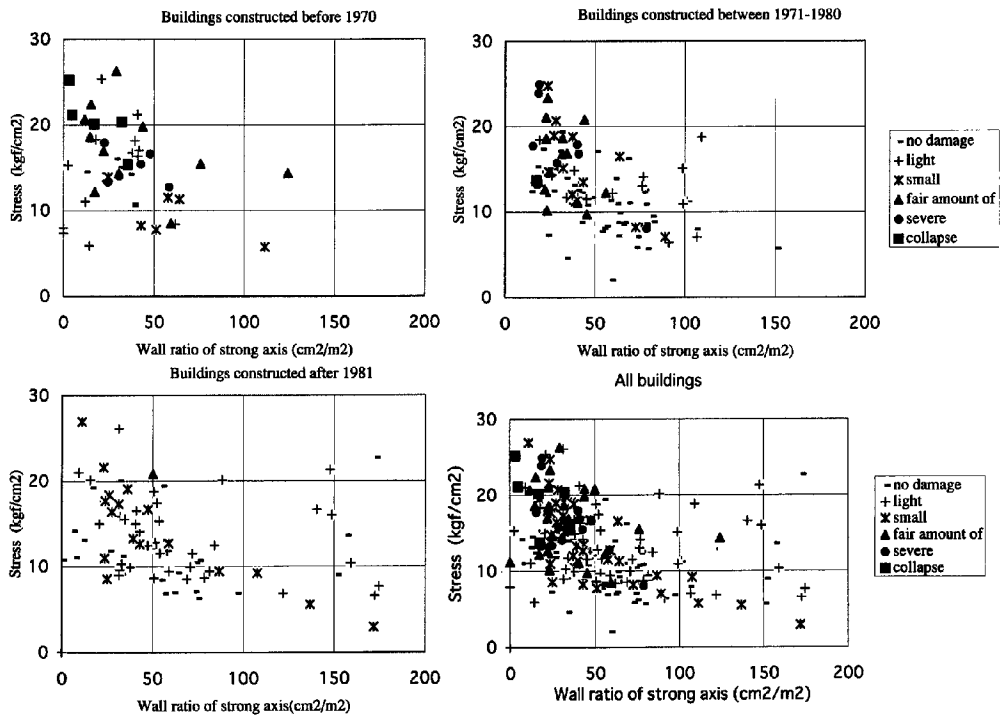 Buildings constructed before 1970
30
20
10
0
Stress (kgf/cm2)
0 50 100 150 200
Wall ratio of strong axis (cm2/m2)
Buildings constructed between 1971-1980
30
20
10
0
Stress (kgf/cm2)
0 50 100 150 200
Wall ratio of strong axis (cm2/m2)
no damage
light
small
fair amount of
severe
collapse
Buildings constructed after 1981
30
20
10
0
Stress (kgf/cm2)
0 50 100 150 200
Wall ratio of strong axis(cm2/m2)
All buildings
30
20
10
0
Stress (kgf/cm2)
0 50 100 150 200
Wall ratio of strong axis (cm2/m2)
no damage
light
small
fair amount of
severe
collapse